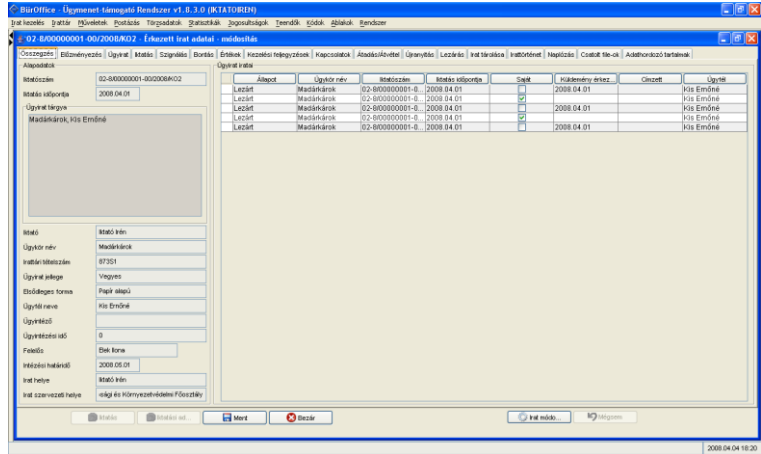 BürOffice - Ügymenet-támogató Rendszer v1.8.3.0 (IKTATOIREN)
Irat kezelés Irattár Műveletek Postázás Törzsadatok Statisztikák Jogosultságok Teendők Kódok Ablakok Rendszer
02-8/00000001-00/2008/K02 - Érkezett irat adatai - módosítás
Összegzés Előzményezés Ügyirat Iktatás Szignálás Bontás Értékek Kezelési feljegyzések Kapcsolatok Átadás/Átvétel Újranyitás Lezárás Irat tárolása Irattörténet Naplózás Csatolt file-ok Adathordozó tartalmak
Alapadatok
Iktatószám 02-8/00000001-00/2008/K02
Iktatás időpontja 2008.04.01
Ügyirat tárgya
Madárkárok, Kis Ernőné
Iktató Iktató Irén
Ügykör név Madárkárok
Irattári tételszám 87351
Ügyirat jellege Vegyes
Elsődleges forma Papír alapú
Ügyfél neve Kis Ernőné
Ügyintéző
Ügyintézési idő 0
Felelős Elek Ilona
Intézési határidő 2008.05.01
Irat helye Iktató Irén
Irat szervezeti helye sági és Környezetvédelmi Főosztály
Ügyirat iratai
Állapot Ügykör név Iktatószám Iktatás időpontja Saját Küldemény érkez... Címzett Ügyfél
Lezárt Madárkárok 02-8/00000001-0... 2008.04.01 2008.04.01 Kis Ernőné
Lezárt Madárkárok 02-8/00000001-0... 2008.04.01 Kis Ernőné
Lezárt Madárkárok 02-8/00000001-0... 2008.04.01 2008.04.01 Kis Ernőné
Lezárt Madárkárok 02-8/00000001-0... 2008.04.01 Kis Ernőné
Lezárt Madárkárok 02-8/00000001-0... 2008.04.01 2008.04.01 Kis Ernőné
Iktatás Iktatási ad... Ment Bezár Irat módo... Mégsem
2008.04.04 18:20